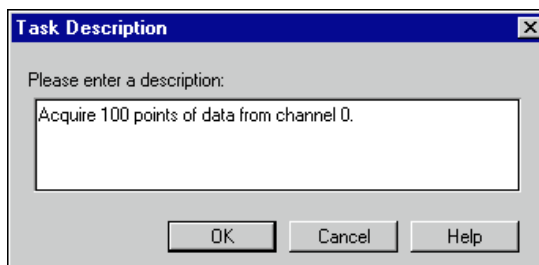 Task Description
Please enter a description:
Acquire 100 points of data from channel 0.
OK Cancel Help